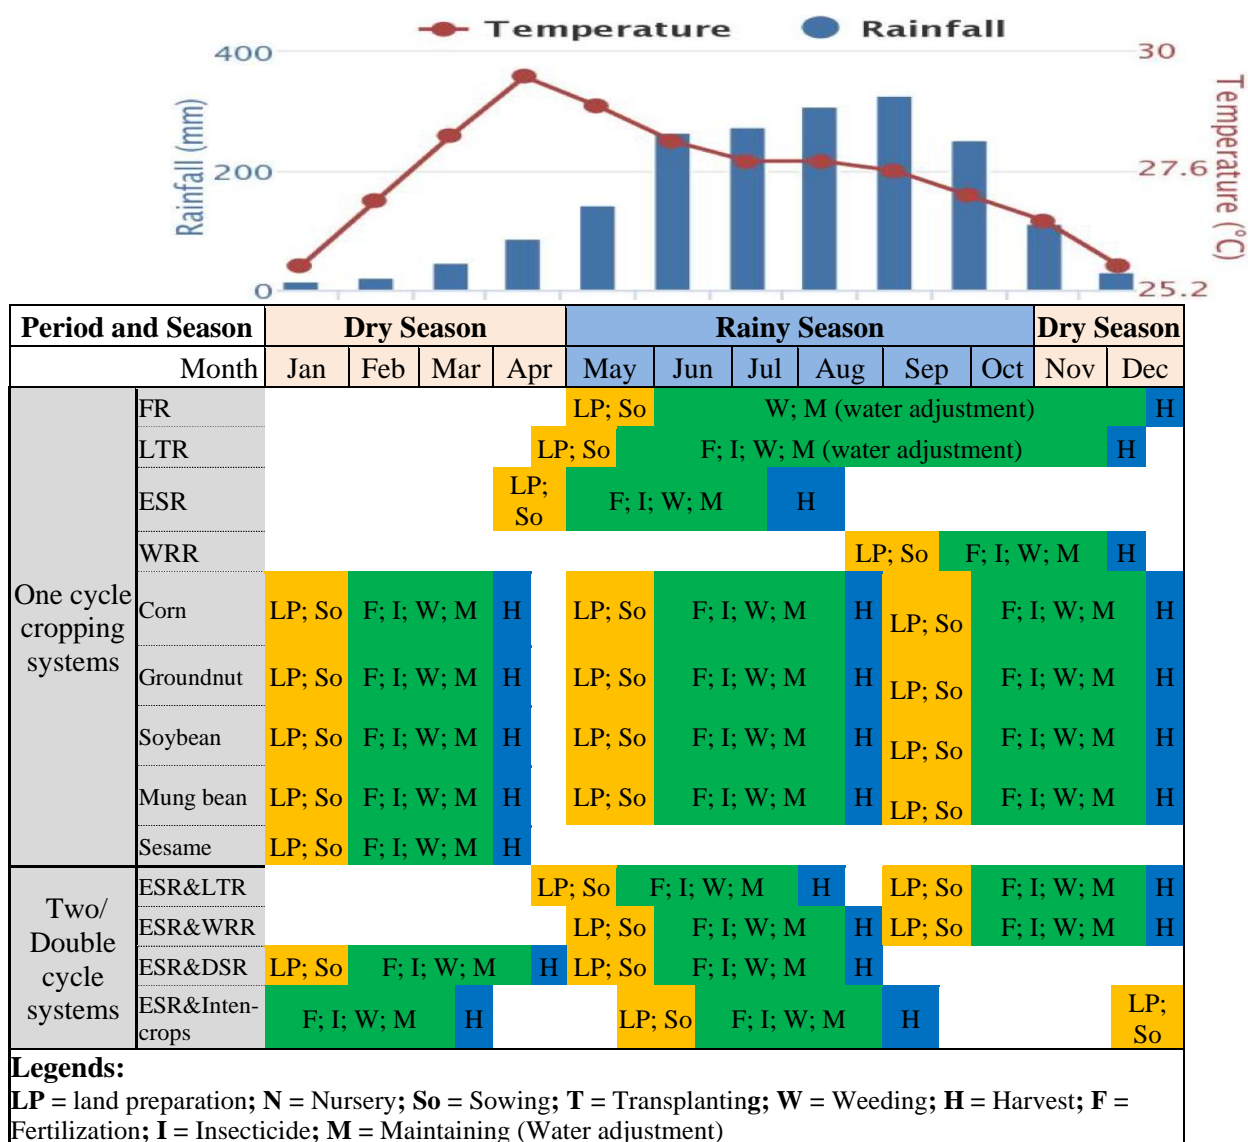 Temperature Rainfall
400
30
Rainfall (mm)
200
27.6
Temperature (°C)
0
25.2
Period and Season Dry Season Rainy Season Dry Season
Month Jan Feb Mar Apr May Jun Jul Aug Sep Oct Nov Dec
One cycle cropping systems
FR LP; So W; M (water adjustment) H
LTR LP; So F; I; W; M (water adjustment) H
ESR LP; So F; I; W; M H
WRR LP; So F; I; W; M H
Corn LP; So F; I; W; M H LP; So F; I; W; M H LP; So F; I; W; M H
Groundnut LP; So F; I; W; M H LP; So F; I; W; M H LP; So F; I; W; M H
Soybean LP; So F; I; W; M H LP; So F; I; W; M H LP; So F; I; W; M H
Mung bean LP; So F; I; W; M H LP; So F; I; W; M H LP; So F; I; W; M H
Sesame LP; So F; I; W; M H
Two/ Double cycle systems
ESR&LTR LP; So F; I; W; M H LP; So F; I; W; M H
ESR&WRR LP; So F; I; W; M H LP; So F; I; W; M H
ESR&DSR LP; So F; I; W; M H LP; So F; I; W; M H
ESR&Inten-crops F; I; W; M H LP; So F; I; W; M H LP; So
Legends:
LP = land preparation; N = Nursery; So = Sowing; T = Transplanting; W = Weeding; H = Harvest; F =
Fertilization; I = Insecticide; M = Maintaining (Water adjustment)